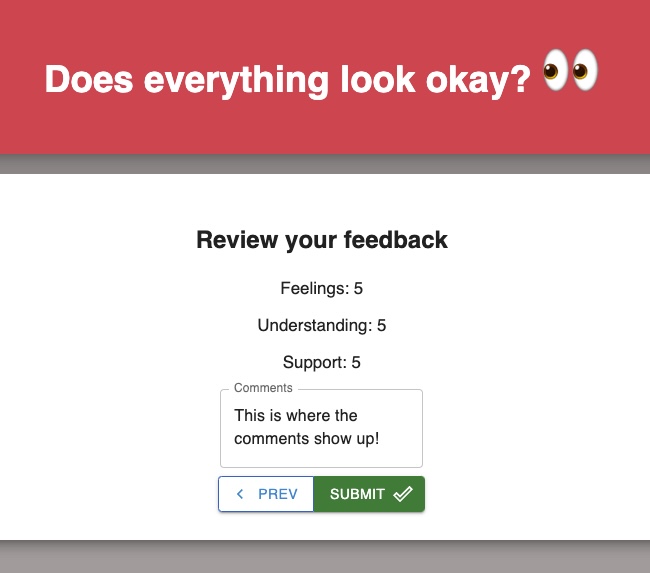 Does everything look okay? 👀
Review your feedback
Feelings: 5
Understanding: 5
Support: 5
Comments
This is where the
comments show up!
PREV SUBMIT